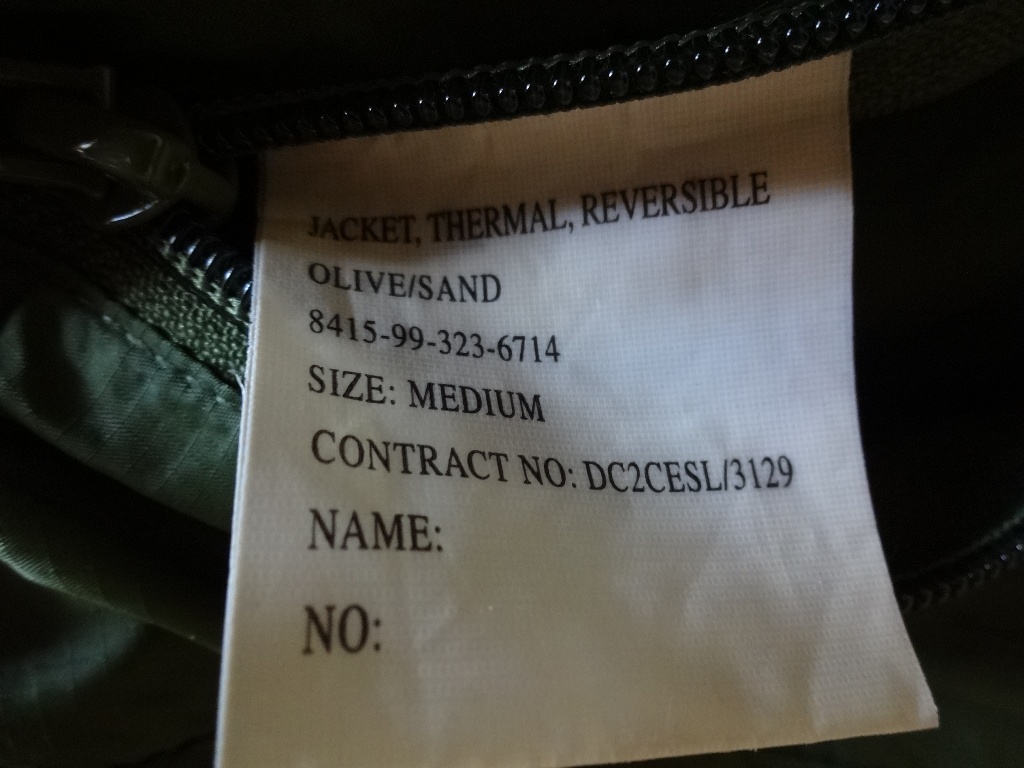 JACKET, THERMAL, REVERSIBLE
OLIVE/SAND
8415-99-323-6714
SIZE: MEDIUM
CONTRACT NO: DC2CESL/3129
NAME:
NO: